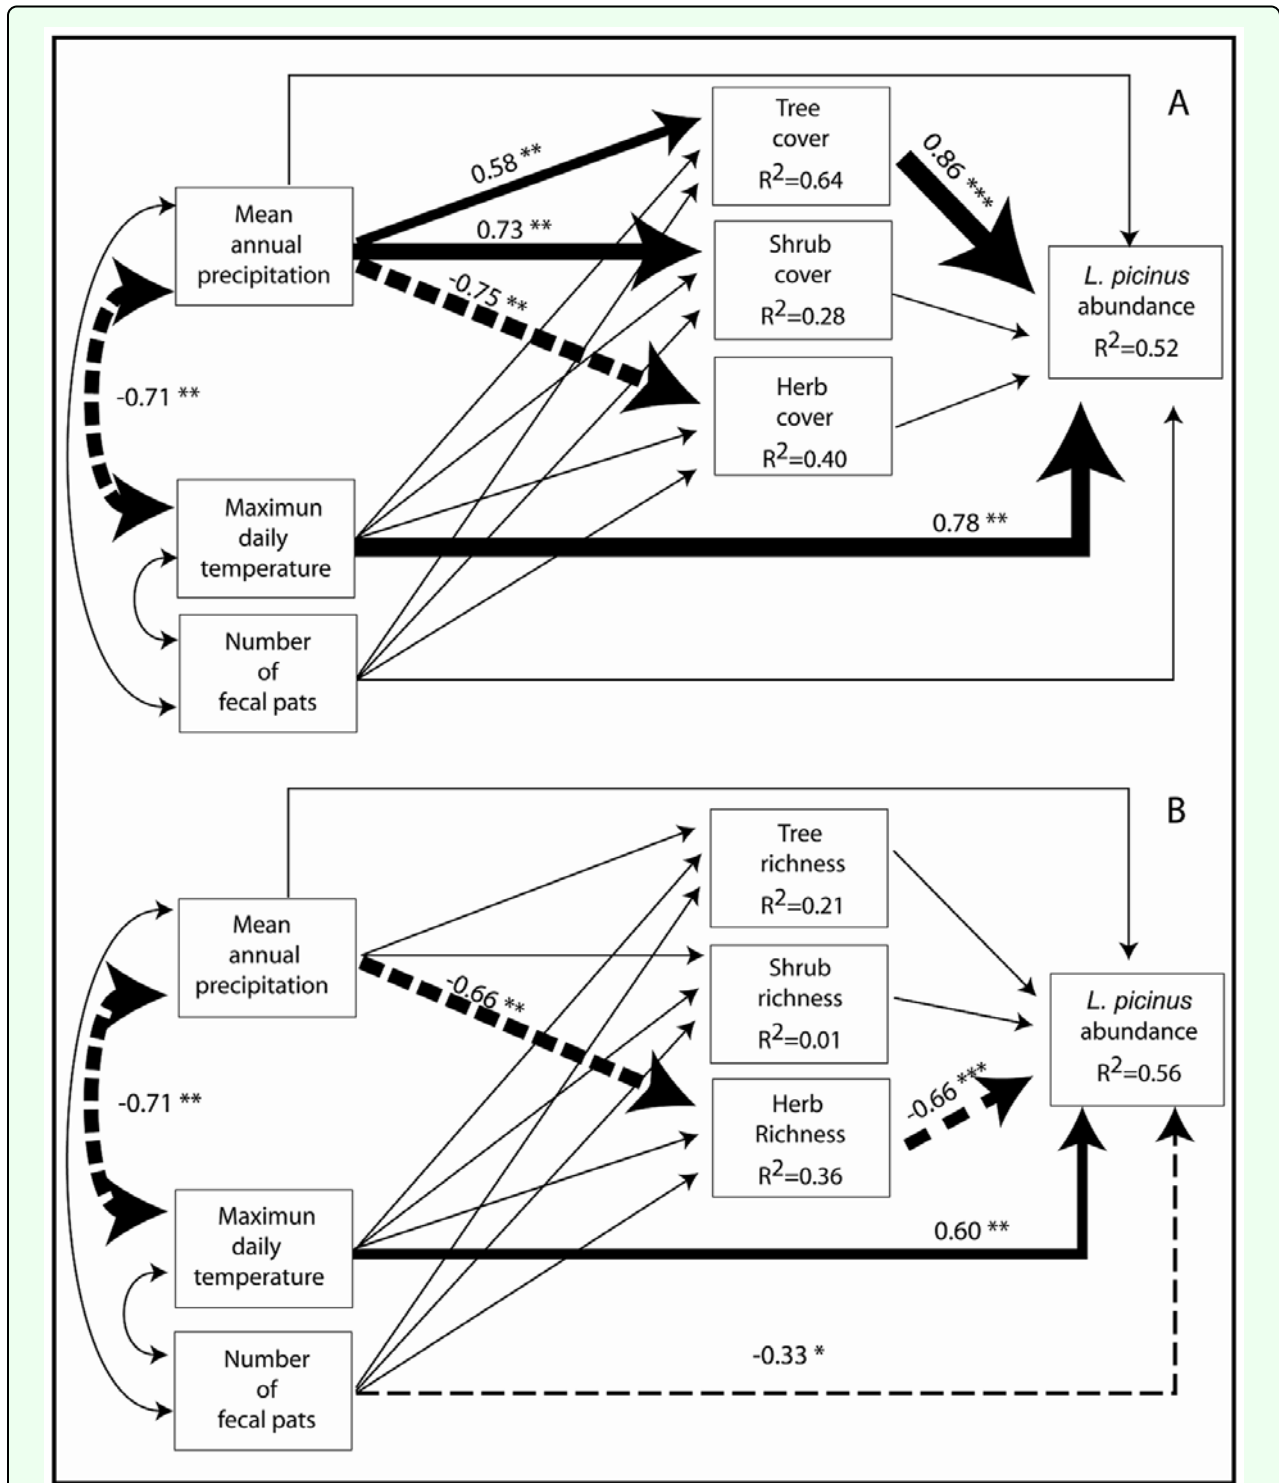 A
Tree
cover
R2=0.64
0.58 **
0.86 ***
Mean
annual
precipitation
0.73 **
Shrub
cover
R2=0.28
-0.75 **
L. picinus
abundance
R2=0.52
-0.71 **
Herb
cover
R2=0.40
Maximun
daily
temperature
0.78 **
Number
of
fecal pats
B
Tree
richness
R2=0.21
Mean
annual
precipitation
-0.66 **
Shrub
richness
R2=0.01
L. picinus
abundance
R2=0.56
-0.71 **
Herb
Richness
R2=0.36
-0.66 ***
Maximun
daily
temperature
0.60 **
Number
of
fecal pats
-0.33 *